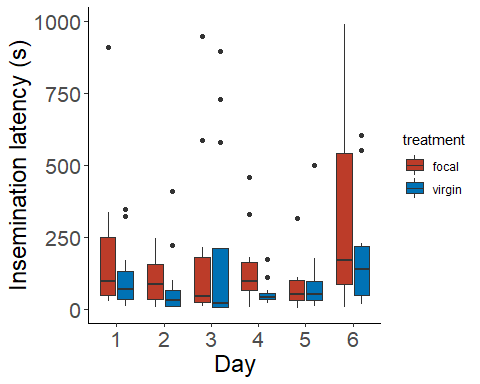 Insemination latency (s)
1000
750
500
250
0
1 2 3 4 5 6
Day
treatment
focal
virgin